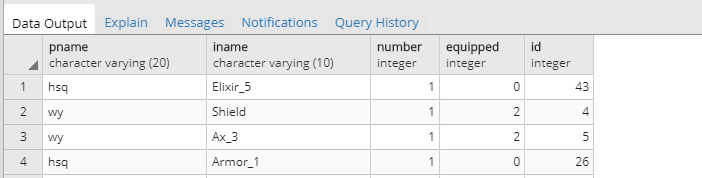 Data Output Explain Messages Notifications Query History
pname iname number equipped id
character varying (20) character varying (10) integer integer integer
1 hsq Elixir_5 1 0 43
2 wy Shield 1 2 4
3 wy Ax_3 1 2 5
4 hsq Armor_1 1 0 26